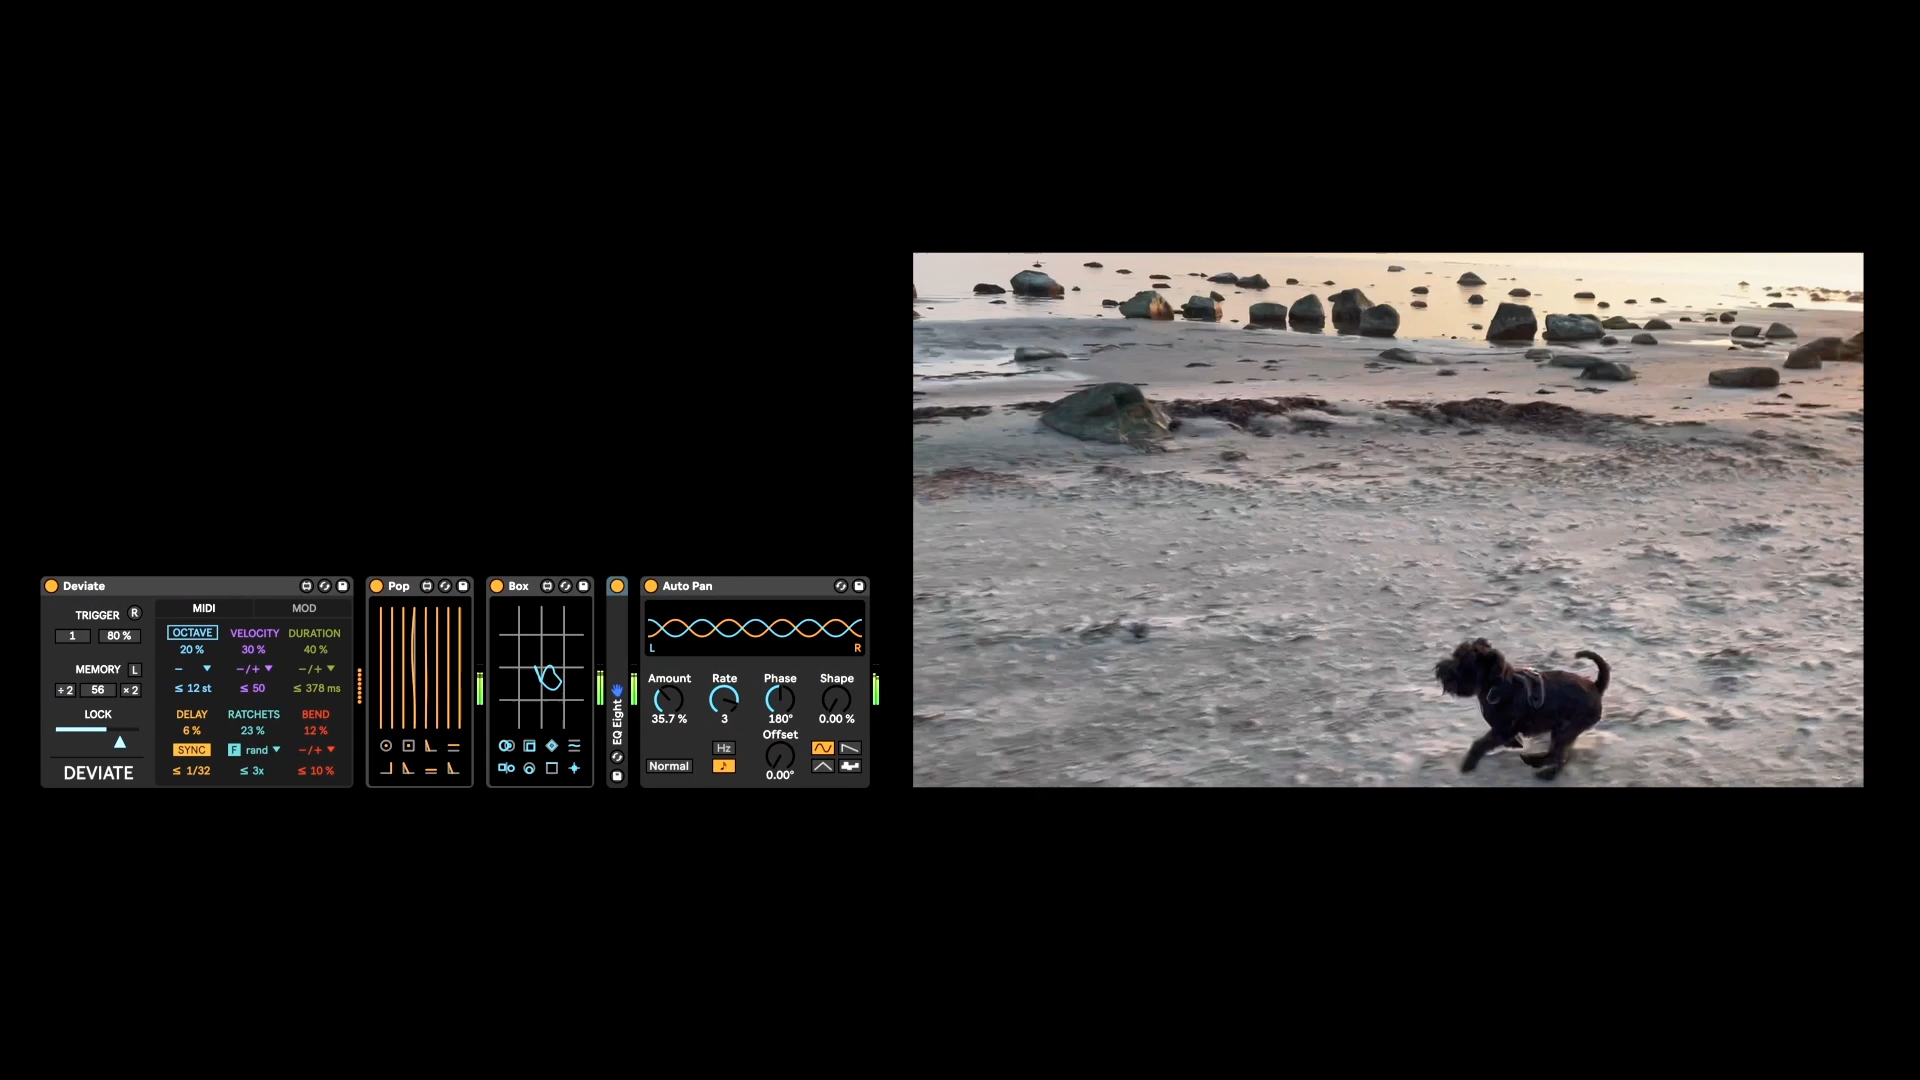 Deviate
TRIGGER R
1 80 %
MEMORY L
÷ 2 56 × 2
LOCK
DEVIATE
MIDI MOD
OCTAVE VELOCITY DURATION
20 % 30 % 40 %
– –/+ –/+
≤ 12 st ≤ 50 ≤ 378 ms
DELAY RATCHETS BEND
6 % 23 % 12 %
SYNC F rand –/+
≤ 1/32 ≤ 3x ≤ 10 %
Pop
Box
EQ Eight
Auto Pan
L R
Amount Rate Phase Shape
35.7 % 3 180° 0.00 %
Offset
Hz
Normal
0.00°